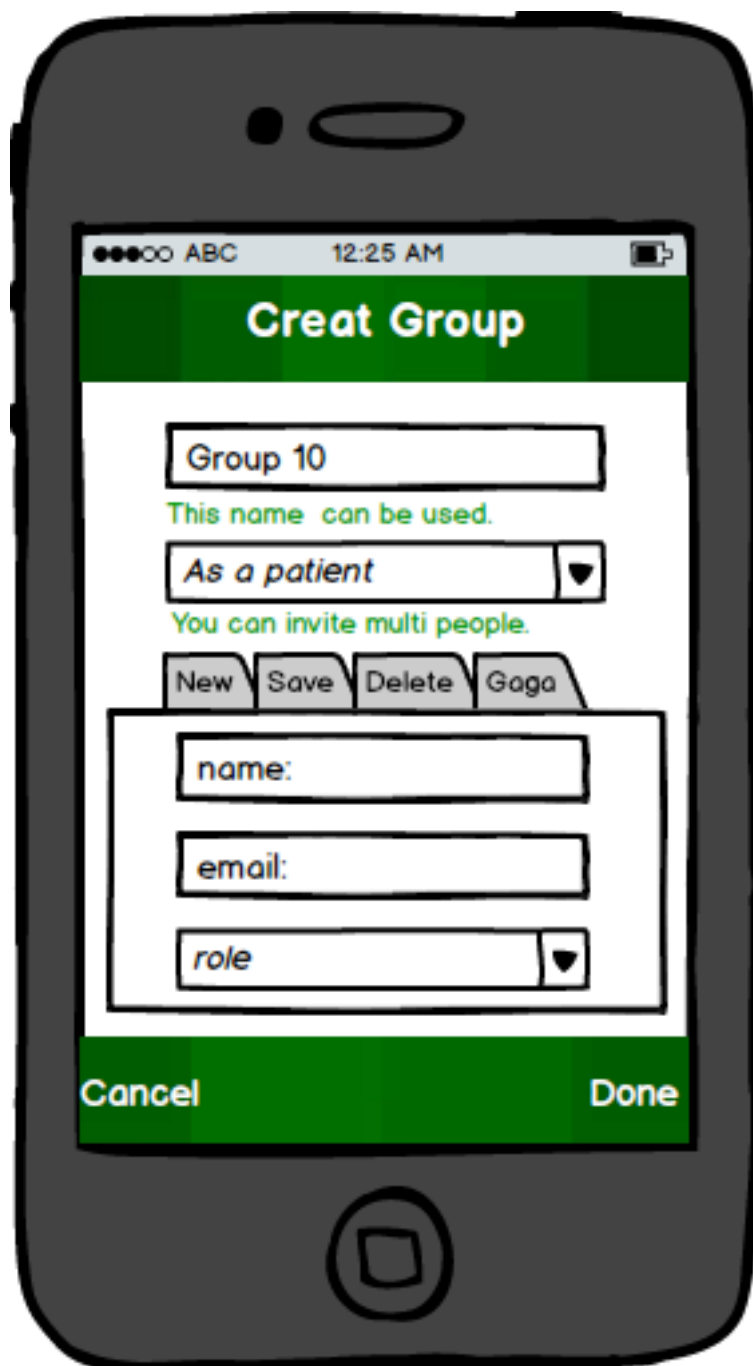 ABC 12:25 AM
Creat Group
Group 10
This name can be used.
As a patient
You can invite multi people.
New Save Delete Gaga
name:
email:
role
Cancel Done